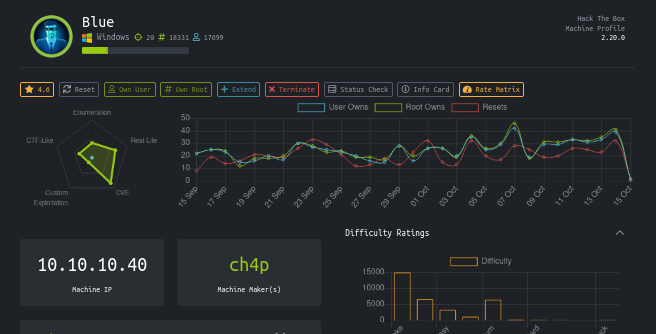 Blue
Hack The Box
Machine Profile
2.20.0
Windows 20 # 18331 17699
4.6 Reset Own User # Own Root Extend Terminate Status Check Info Card Rate Matrix
Enumeration
CTF-Like
Real-Life
Custom
Exploitation
CVE
User Owns Root Owns Resets
50
40
30
20
10
0
15 Sep 17 Sep 19 Sep 21 Sep 23 Sep 25 Sep 27 Sep 29 Sep 01 Oct 03 Oct 05 Oct 07 Oct 09 Oct 11 Oct 13 Oct 15 Oct
10.10.10.40
Machine IP
ch4p
Machine Maker(s)
Difficulty Ratings
Difficulty
15000
10000
5000
0